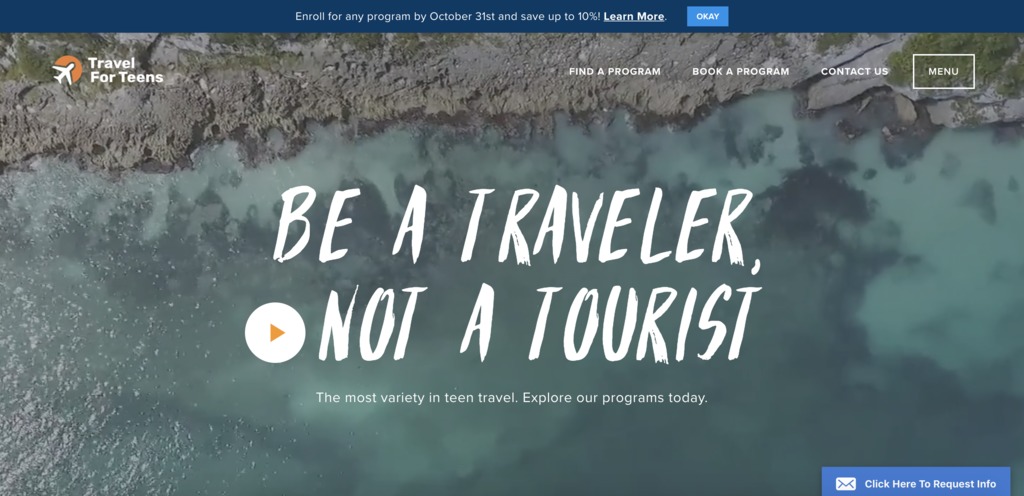 Enroll for any program by October 31st and save up to 10%! Learn More.
OKAY
Travel
For Teens
FIND A PROGRAM
BOOK A PROGRAM
CONTACT US
MENU
BE A TRAVELER,
NOT A TOURIST
The most variety in teen travel. Explore our programs today.
Click Here To Request Info